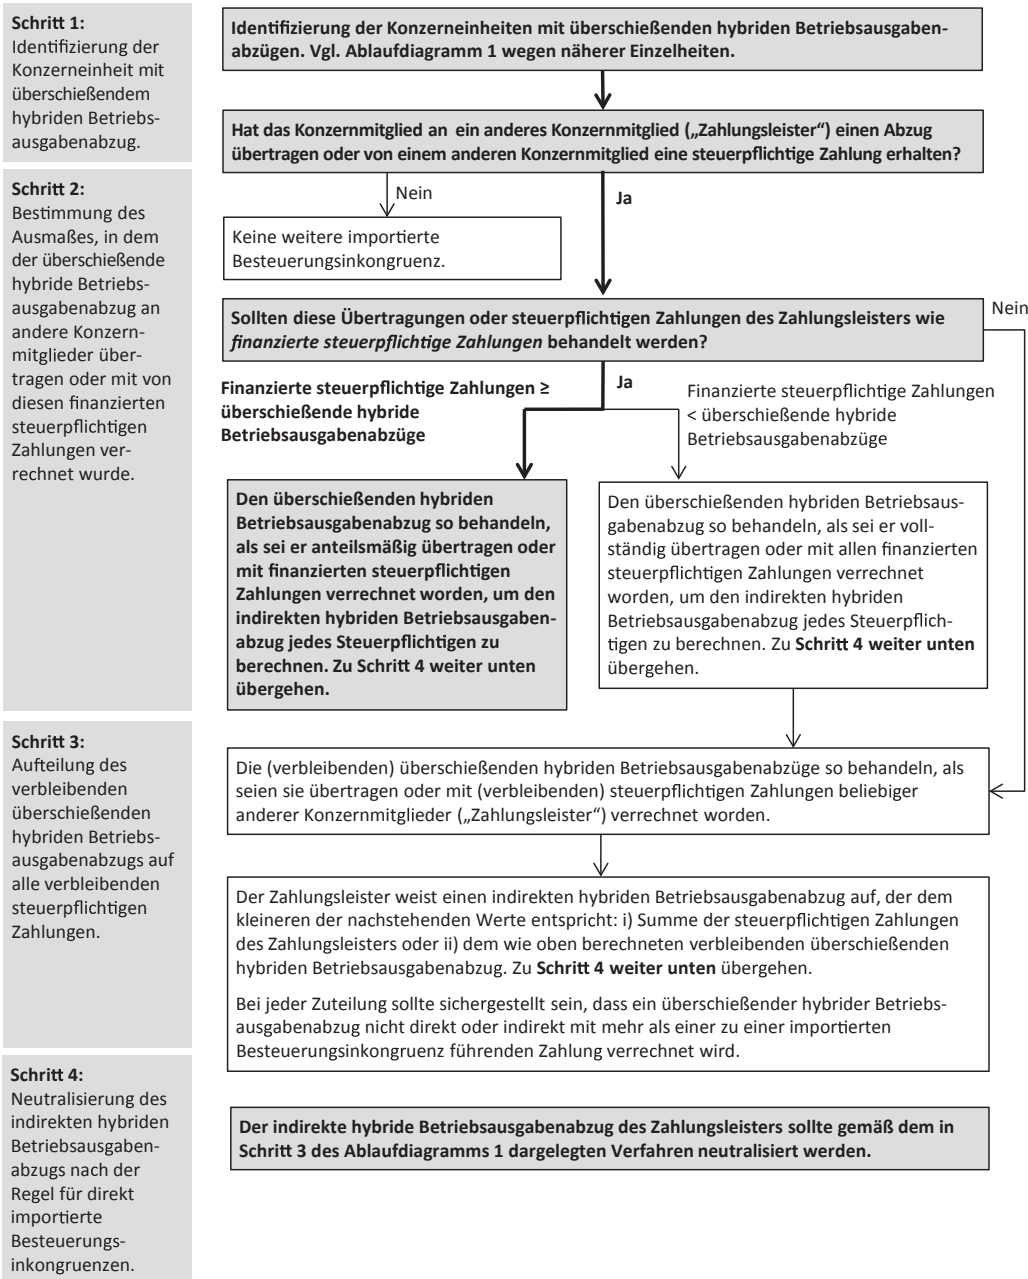 Schritt 1:
Identifizierung der
Konzerneinheit mit
überschießendem
hybriden Betriebs-
ausgabenabzug.
Identifizierung der Konzerneinheiten mit überschießenden hybriden Betriebsausgaben-
abzügen. Vgl. Ablaufdiagramm 1 wegen näherer Einzelheiten.
Hat das Konzernmitglied an ein anderes Konzernmitglied („Zahlungsleister“) einen Abzug
übertragen oder von einem anderen Konzernmitglied eine steuerpflichtige Zahlung erhalten?
Schritt 2:
Bestimmung des
Ausmaßes, in dem
der überschießende
hybride Betriebs-
ausgabenabzug an
andere Konzern-
mitglieder über-
tragen oder mit von
diesen finanzierten
steuerpflichtigen
Zahlungen ver-
rechnet wurde.
Nein
Ja
Keine weitere importierte
Besteuerungsinkongruenz.
Sollten diese Übertragungen oder steuerpflichtigen Zahlungen des Zahlungsleisters wie
finanzierte steuerpflichtige Zahlungen behandelt werden?
Nein
Finanzierte steuerpflichtige Zahlungen ≥
überschießende hybride
Betriebsausgabenabzüge
Ja
Finanzierte steuerpflichtige Zahlungen
< überschießende hybride
Betriebsausgabenabzüge
Den überschießenden hybriden
Betriebsausgabenabzug so behandeln,
als sei er anteilsmäßig übertragen oder
mit finanzierten steuerpflichtigen
Zahlungen verrechnet worden, um den
indirekten hybriden Betriebsausgaben-
abzug jedes Steuerpflichtigen zu
berechnen. Zu Schritt 4 weiter unten
übergehen.
Den überschießenden hybriden Betriebsaus-
gabenabzug so behandeln, als sei er voll-
ständig übertragen oder mit allen finanzierten
steuerpflichtigen Zahlungen verrechnet
worden, um den indirekten hybriden
Betriebsausgabenabzug jedes Steuerpflich-
tigen zu berechnen. Zu Schritt 4 weiter unten
übergehen.
Schritt 3:
Aufteilung des
verbleibenden
überschießenden
hybriden Betriebs-
ausgabenabzugs auf
alle verbleibenden
steuerpflichtigen
Zahlungen.
Die (verbleibenden) überschießenden hybriden Betriebsausgabenabzüge so behandeln, als
seien sie übertragen oder mit (verbleibenden) steuerpflichtigen Zahlungen beliebiger
anderer Konzernmitglieder („Zahlungsleister“) verrechnet worden.
Der Zahlungsleister weist einen indirekten hybriden Betriebsausgabenabzug auf, der dem
kleineren der nachstehenden Werte entspricht: i) Summe der steuerpflichtigen Zahlungen
des Zahlungsleisters oder ii) dem wie oben berechneten verbleibenden überschießenden
hybriden Betriebsausgabenabzug. Zu Schritt 4 weiter unten übergehen.
Bei jeder Zuteilung sollte sichergestellt sein, dass ein überschießender hybrider Betriebs-
ausgabenabzug nicht direkt oder indirekt mit mehr als einer zu einer importierten
Besteuerungsinkongruenz führenden Zahlung verrechnet wird.
Schritt 4:
Neutralisierung des
indirekten hybriden
Betriebsausgaben-
abzugs nach der
Regel für direkt
importierte
Besteuerungs-
inkongruenzen.
Der indirekte hybride Betriebsausgabenabzug des Zahlungsleisters sollte gemäß dem in
Schritt 3 des Ablaufdiagramms 1 dargelegten Verfahren neutralisiert werden.